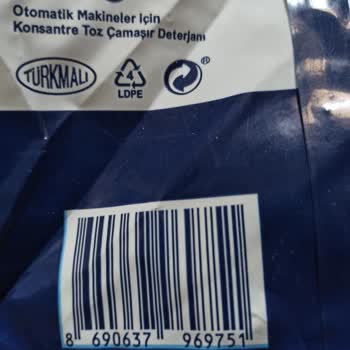 Otomatik Makineler için
Konsantre Toz Çamaşır Deterjanı
TÜRKMALI
4
LDPE
®
8 690637 969751